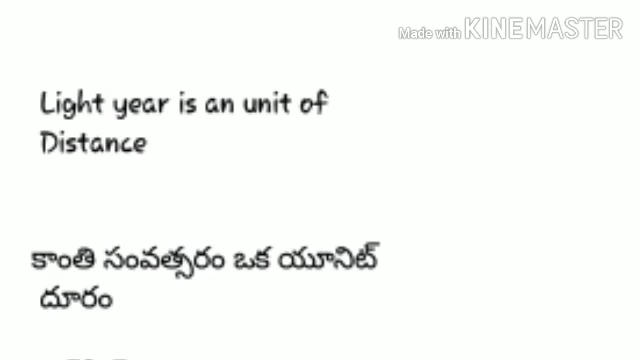 Made with KINEMASTER
Light year is an unit of
Distance
కాంతి సంవత్సరం ఒక యూనిట్
దూరం